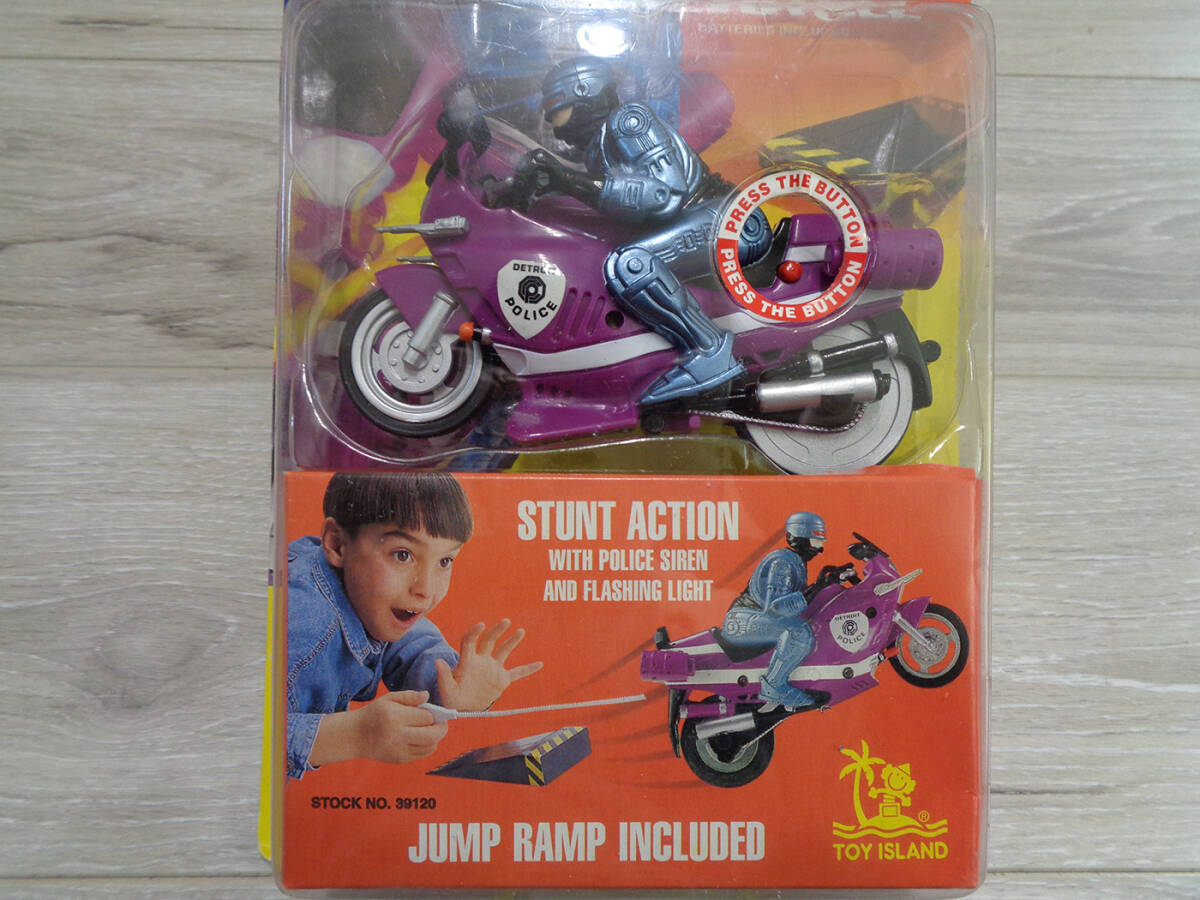 BATTERIES INCLUDED
PRESS THE BUTTON
PRESS THE BUTTON
DETROIT
POLICE
STUNT ACTION
WITH POLICE SIREN
AND FLASHING LIGHT
DETROIT
POLICE
STOCK NO. 39120
JUMP RAMP INCLUDED
®
TOY ISLAND